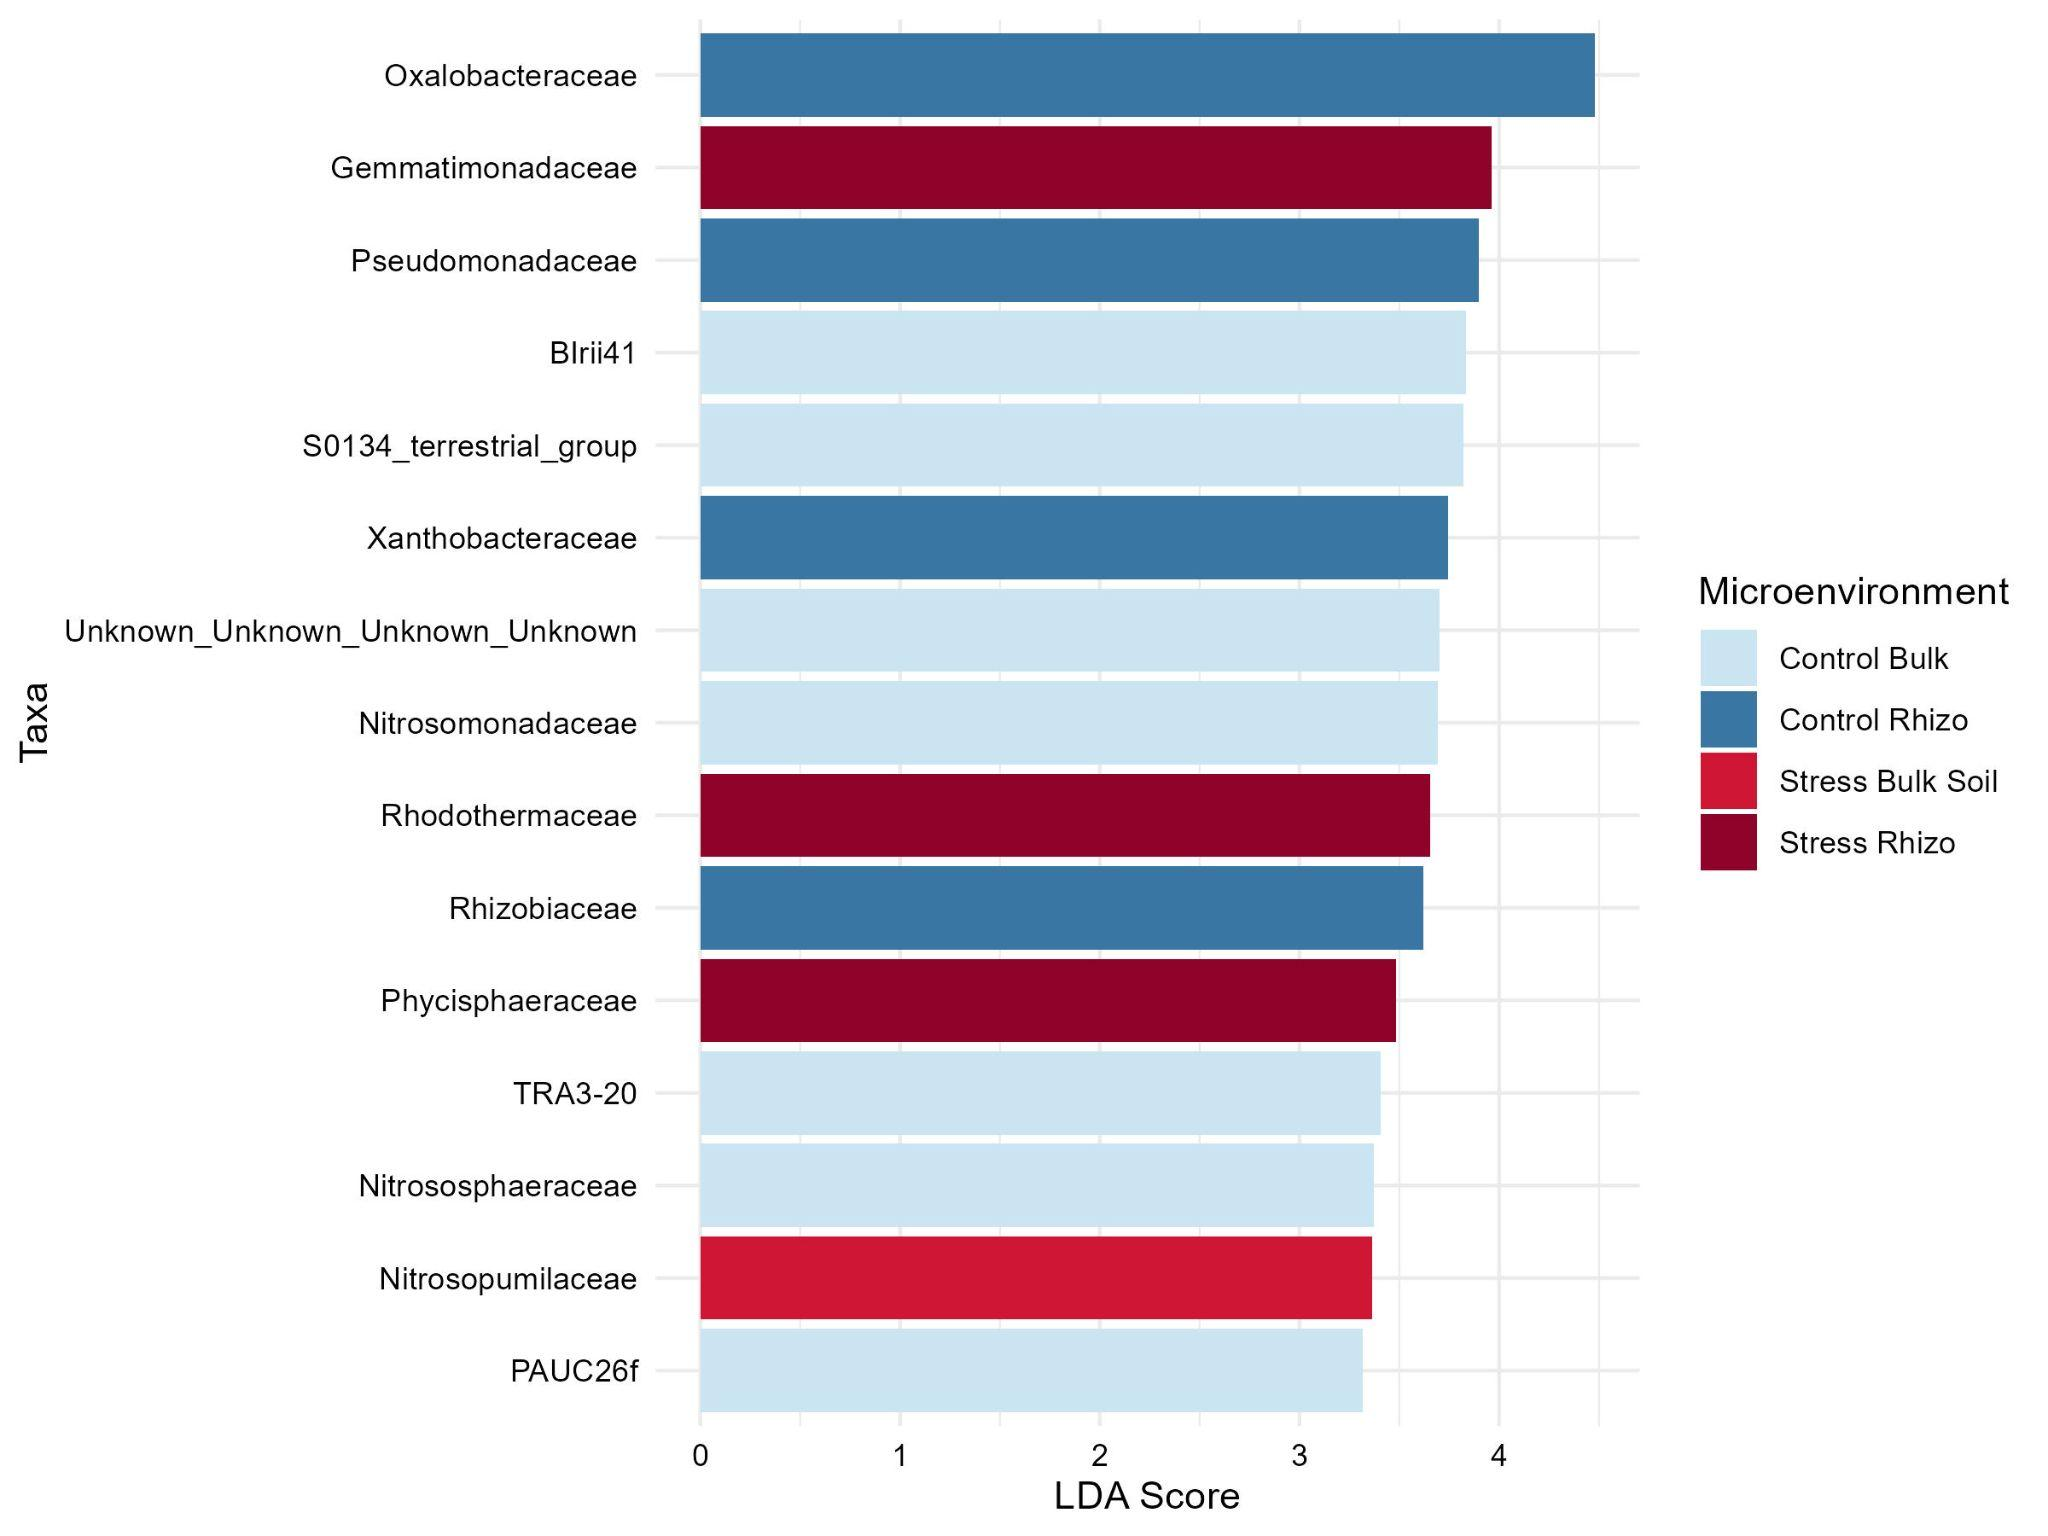 Taxa
Oxalobacteraceae
Gemmatimonadaceae
Pseudomonadaceae
BIrii41
S0134_terrestrial_group
Xanthobacteraceae
Unknown_Unknown_Unknown_Unknown
Nitrosomonadaceae
Rhodothermaceae
Rhizobiaceae
Phycisphaeraceae
TRA3-20
Nitrososphaeraceae
Nitrosopumilaceae
PAUC26f
0 1 2 3 4
LDA Score
Microenvironment
Control Bulk
Control Rhizo
Stress Bulk Soil
Stress Rhizo